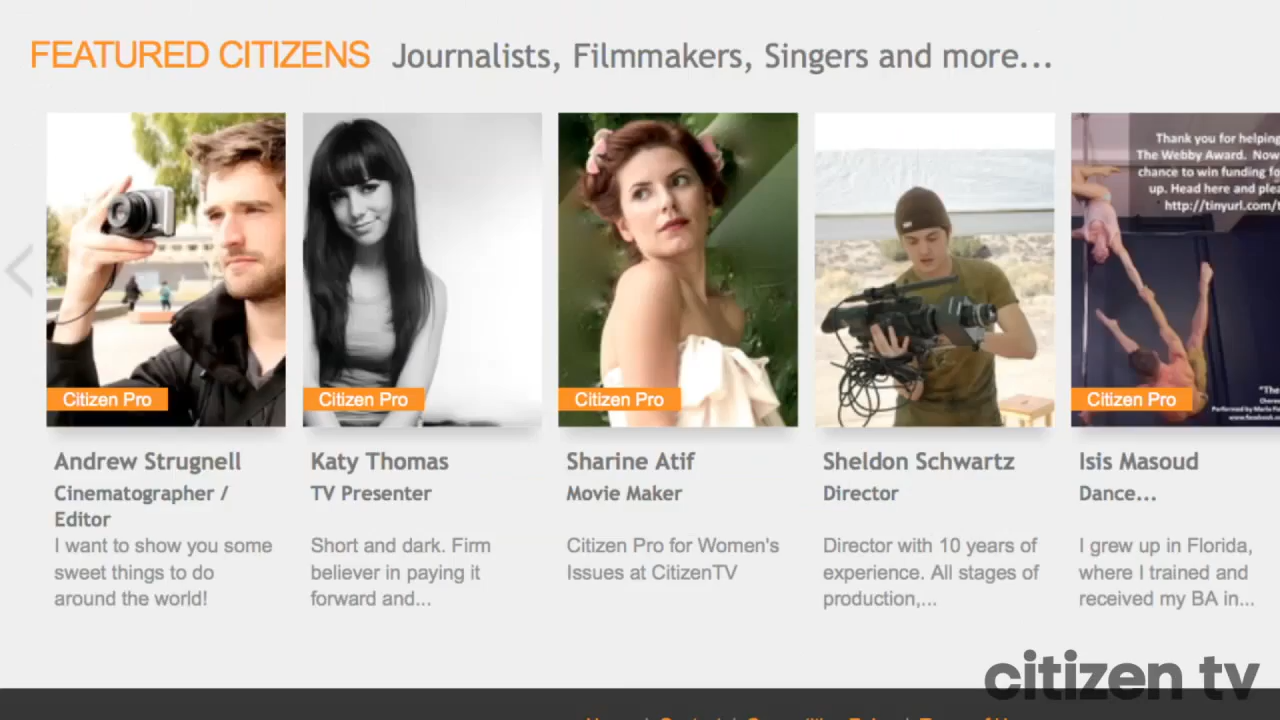 FEATURED CITIZENS Journalists, Filmmakers, Singers and more...
Thank you for helping
The Webby Award. Now
chance to win funding fo
up. Head here and plea
http://tinyurl.com/t
"The
Performed by Maria
Citizen Pro
Citizen Pro
Citizen Pro
Citizen Pro
Andrew Strugnell
Cinematographer /
Editor
I want to show you some
sweet things to do
around the world!
Katy Thomas
TV Presenter
Short and dark. Firm
believer in paying it
forward and...
Sharine Atif
Movie Maker
Citizen Pro for Women's
Issues at CitizenTV
Sheldon Schwartz
Director
Director with 10 years of
experience. All stages of
production,...
Isis Masoud
Dance...
I grew up in Florida,
where I trained and
received my BA in...
citizen tv